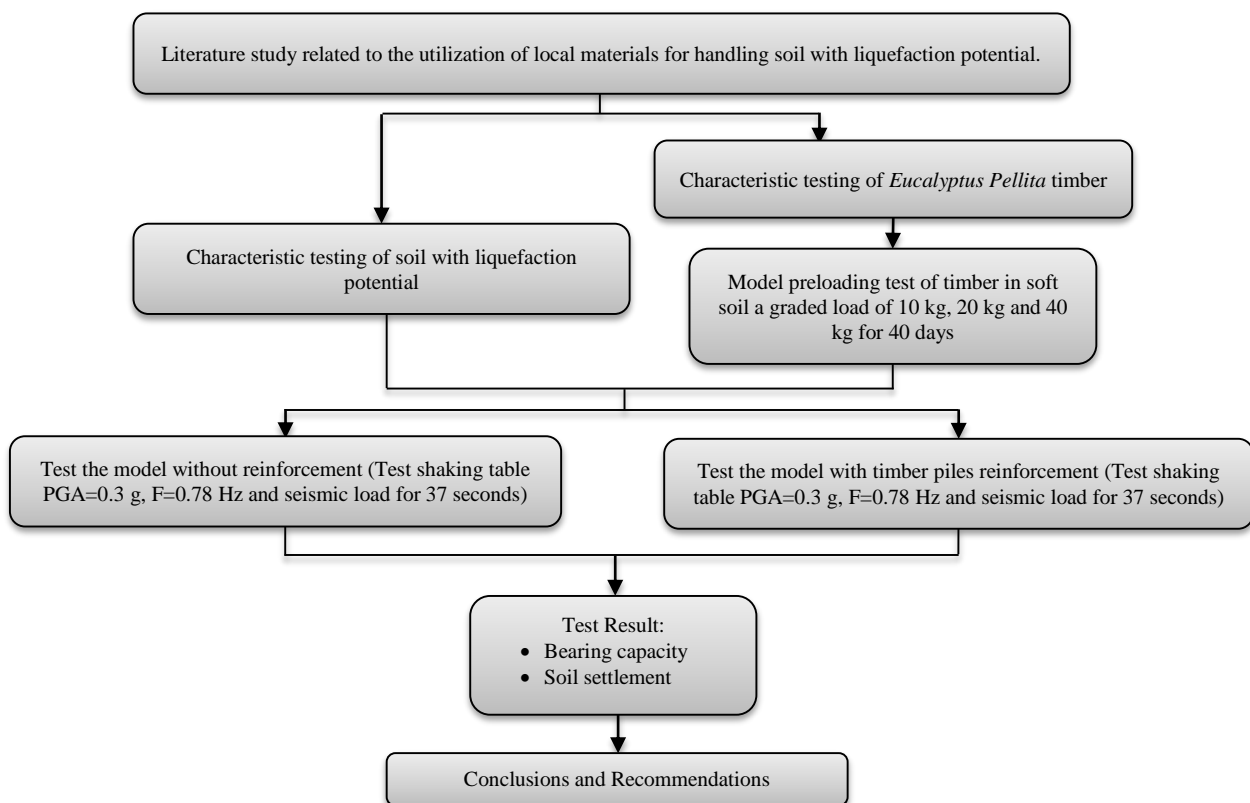 Literature study related to the utilization of local materials for handling soil with liquefaction potential.
Characteristic testing of Eucalyptus Pellita timber
Characteristic testing of soil with liquefaction
potential
Model preloading test of timber in soft
soil a graded load of 10 kg, 20 kg and 40
kg for 40 days
Test the model without reinforcement (Test shaking table
PGA=0.3 g, F=0.78 Hz and seismic load for 37 seconds)
Test the model with timber piles reinforcement (Test shaking
table PGA=0.3 g, F=0.78 Hz and seismic load for 37 seconds)
Test Result:
• Bearing capacity
• Soil settlement
Conclusions and Recommendations